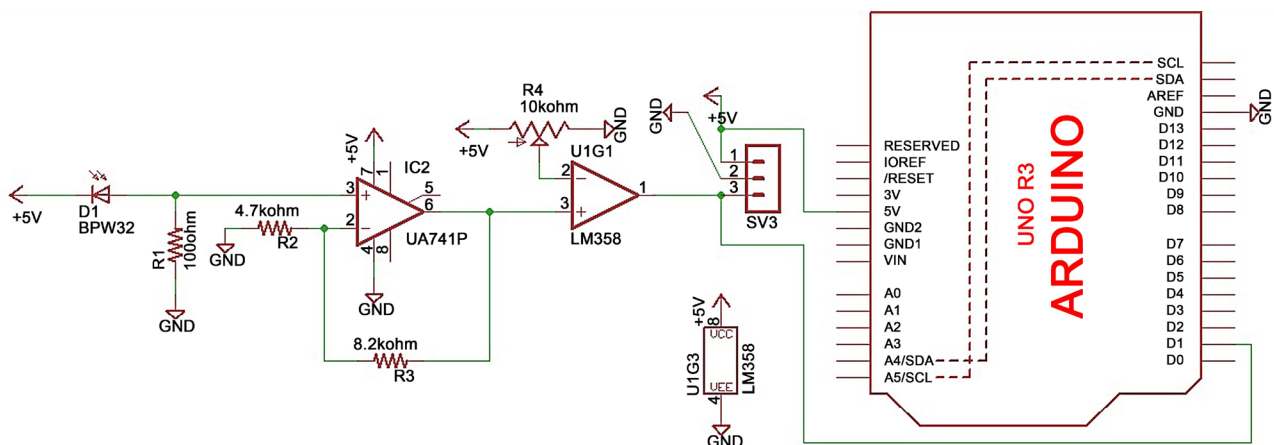 +5V
D1
BPW32
R1
100ohm
GND
4.7kohm
R2
GND
+5V
7
1
IC2
3
+
2
-
5
6
4
8
UA741P
GND
8.2kohm
R3
R4
10kohm
+5V
GND
U1G1
2
-
3
+
1
LM358
+5V
GND
1
2
3
SV3
+5V
8
VCC
U1G3
LM358
VEE
4
GND
RESERVED
IOREF
/RESET
3V
5V
GND2
GND1
VIN
A0
A1
A2
A3
A4/SDA
A5/SCL
UNO R3
ARDUINO
SCL
SDA
AREF
GND
D13
D12
D11
D10
D9
D8
D7
D6
D5
D4
D3
D2
D1
D0
GND